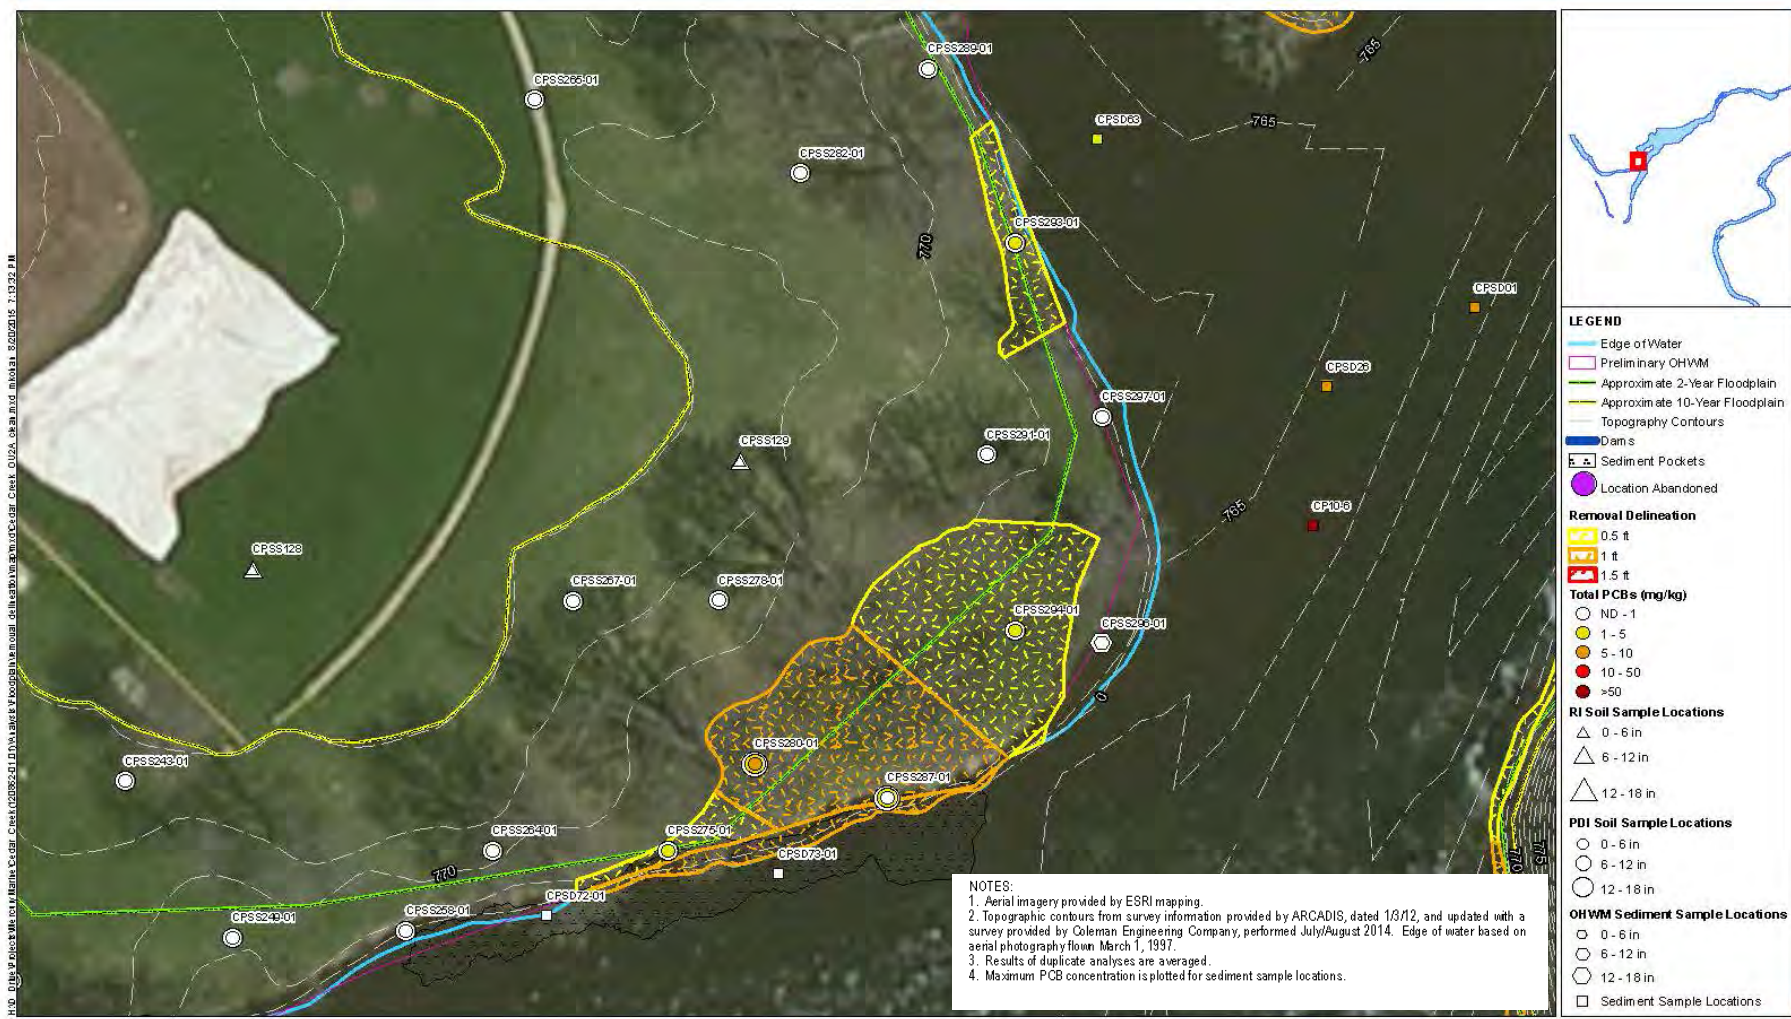 CPSS289-01
CPSS265-01
-765
765
CPSD63
CPSS282-01
CPSS293-01
770
CPSD01
CPSD26
CPSS297-01
CPSS129
CPSS291-01
CP10-6
-765
CPSS128
CPSS267-01
CPSS278-01
CPSS294-01
CPSS296-01
0
CPSS280-01
CPSS243-01
CPSS287-01
CPSS264-01
CPSS275-01
CPSD73-01
770
CPSD72-01
CPSS249-01
CPSS258-01
770
775
NOTES:
1. Aerial imagery provided by ESRI mapping.
2. Topographic contours from survey information provided by ARCADIS, dated 1/3/12, and updated with a
survey provided by Coleman Engineering Company, performed July/August 2014. Edge of water based on
aerial photography flown March 1, 1997.
3. Results of duplicate analyses are averaged.
4. Maximum PCB concentration is plotted for sediment sample locations.
LEGEND
Edge of Water
Preliminary OHWM
Approximate 2-Year Floodplain
Approximate 10-Year Floodplain
Topography Contours
Dams
Sediment Pockets
Location Abandoned
Removal Delineation
0.5 ft
1 ft
1.5 ft
Total PCBs (mg/kg)
ND - 1
1 - 5
5 - 10
10 - 50
>50
RI Soil Sample Locations
0 - 6 in
6 - 12 in
12 - 18 in
PDI Soil Sample Locations
0 - 6 in
6 - 12 in
12 - 18 in
OHWM Sediment Sample Locations
0 - 6 in
6 - 12 in
12 - 18 in
Sediment Sample Locations